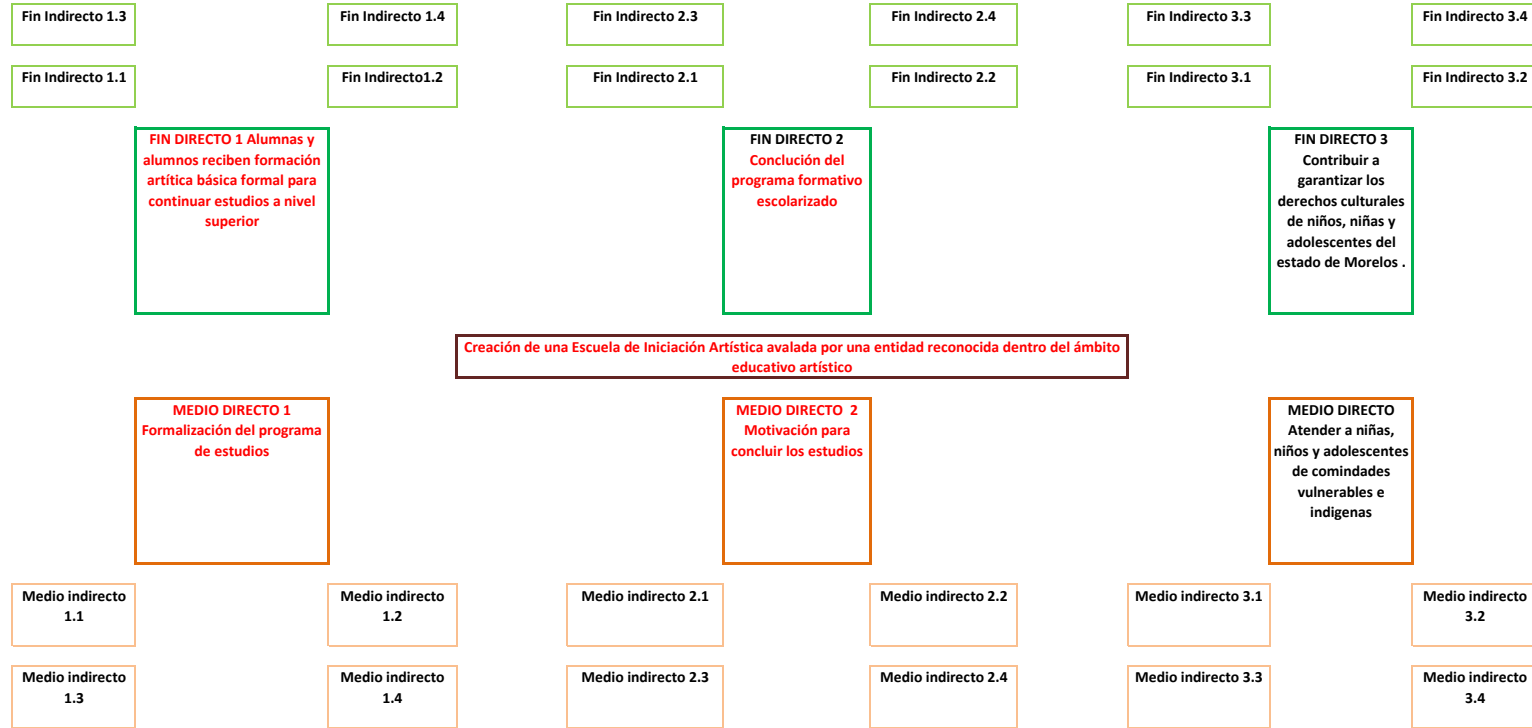 Fin Indirecto 1.3
Fin Indirecto 1.4
Fin Indirecto 2.3
Fin Indirecto 2.4
Fin Indirecto 3.3
Fin Indirecto 3.4
Fin Indirecto 1.1
Fin Indirecto1.2
Fin Indirecto 2.1
Fin Indirecto 2.2
Fin Indirecto 3.1
Fin Indirecto 3.2
FIN DIRECTO 1 Alumnas y
alumnos reciben formación
artítica básica formal para
continuar estudios a nivel
superior
FIN DIRECTO 2
Conclución del
programa formativo
escolarizado
FIN DIRECTO 3
Contribuir a
garantizar los
derechos culturales
de niños, niñas y
adolescentes del
estado de Morelos .
Creación de una Escuela de Iniciación Artística avalada por una entidad reconocida dentro del ámbito
educativo artístico
MEDIO DIRECTO 1
Formalización del programa
de estudios
MEDIO DIRECTO  2
Motivación para
concluir los estudios
MEDIO DIRECTO
Atender a niñas,
niños y adolescentes
de comindades
vulnerables e
indigenas
Medio indirecto
1.1
Medio indirecto
1.2
Medio indirecto 2.1
Medio indirecto 2.2
Medio indirecto 3.1
Medio indirecto
3.2
Medio indirecto
1.3
Medio indirecto
1.4
Medio indirecto 2.3
Medio indirecto 2.4
Medio indirecto 3.3
Medio indirecto
3.4